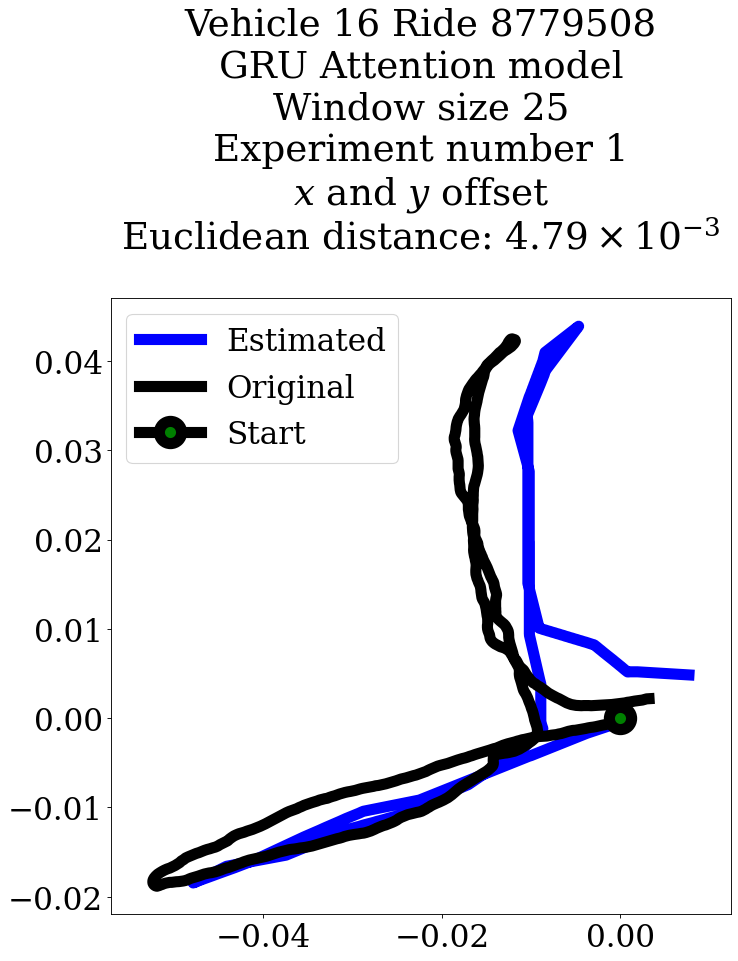 Vehicle 16 Ride 8779508
GRU Attention model
Window size 25
Experiment number 1
x and y offset
Euclidean distance: 4.79 × 10⁻³
Estimated
Original
Start
0.04
0.03
0.02
0.01
0.00
−0.01
−0.02
−0.04 −0.02 0.00